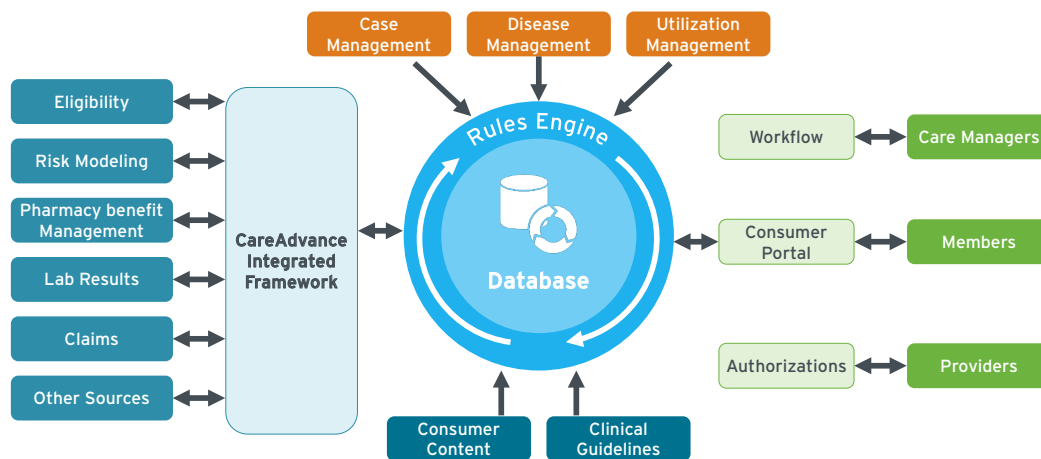 Case
Management
Disease
Management
Utilization
Management
Eligibility
Risk Modeling
Pharmacy benefit
Management
Lab Results
Claims
Other Sources
CareAdvance
Integrated
Framework
Rules Engine
Database
Workflow
Care Managers
Consumer
Portal
Members
Authorizations
Providers
Consumer
Content
Clinical
Guidelines